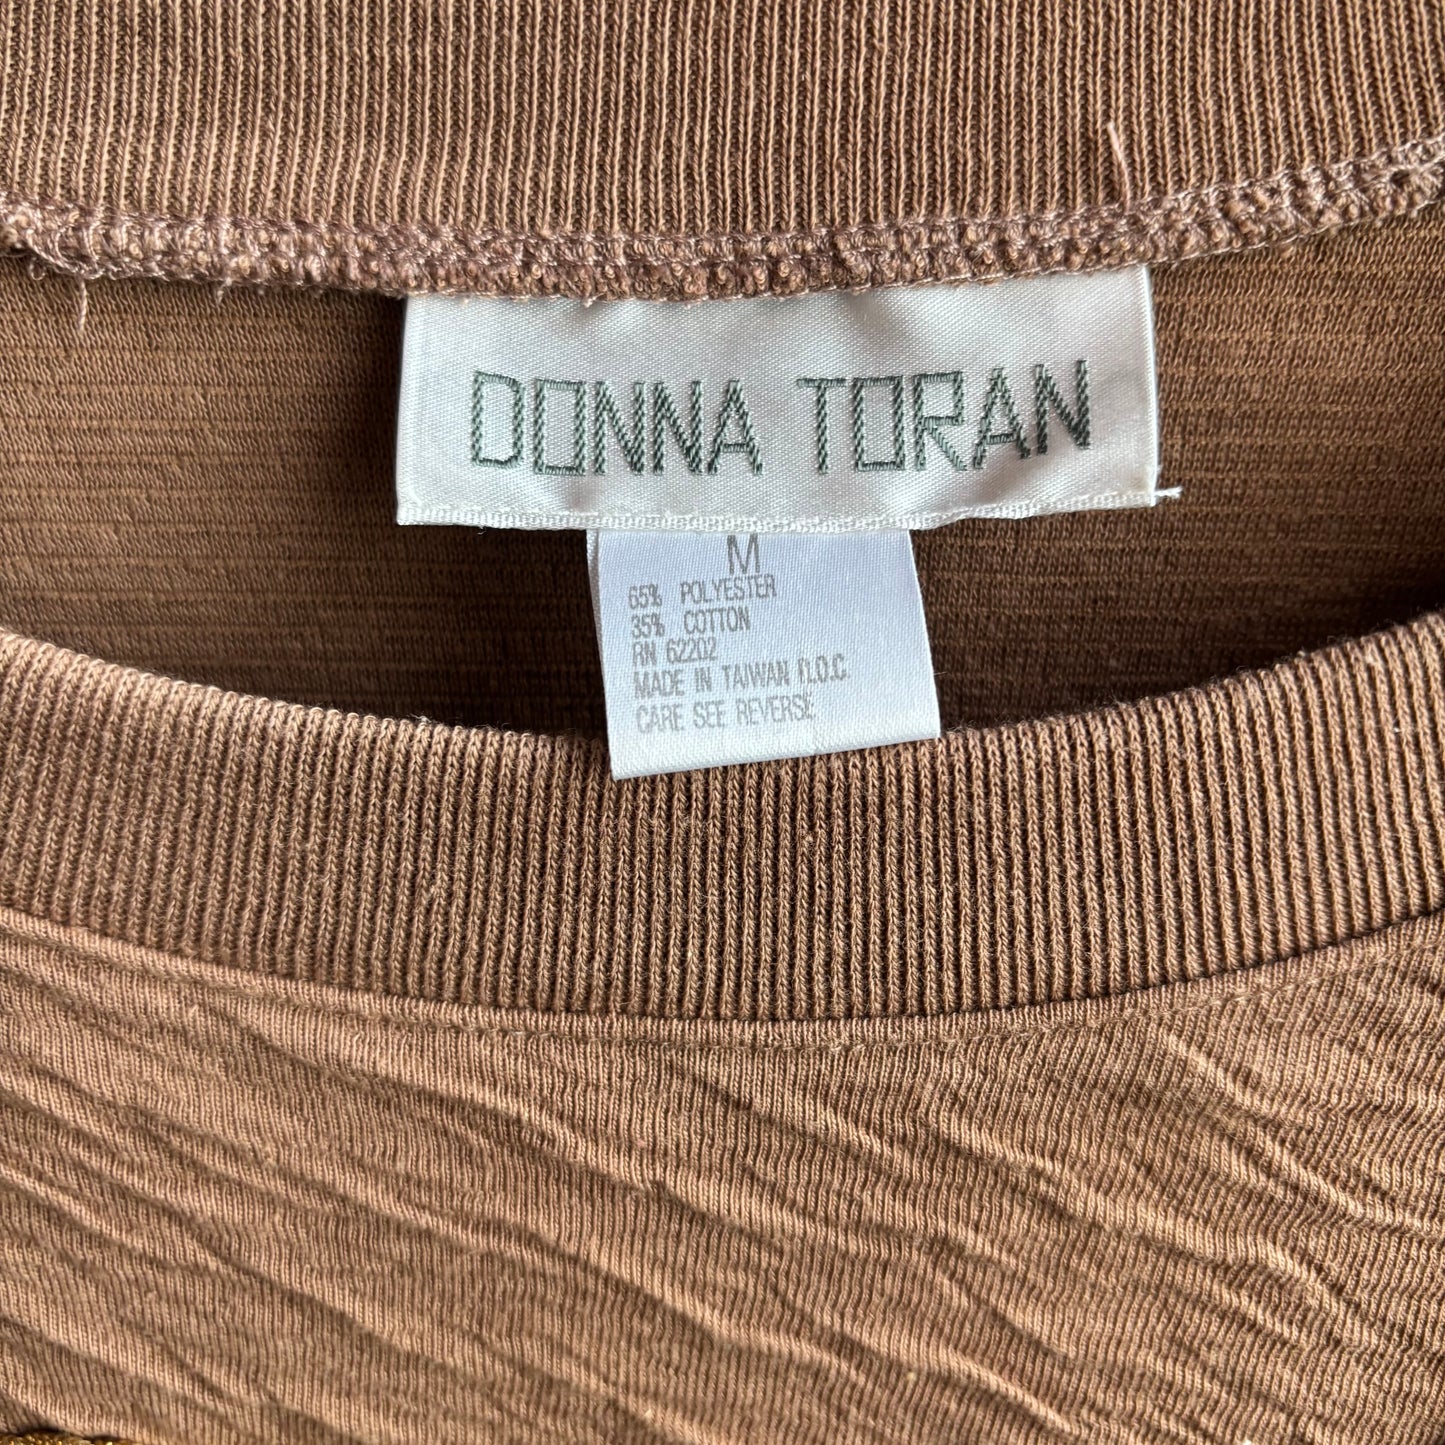 DONNA TORAN
M
65% POLYESTER
35% COTTON
RN 62202
MADE IN TAIWAN R.O.C.
CARE SEE REVERSE